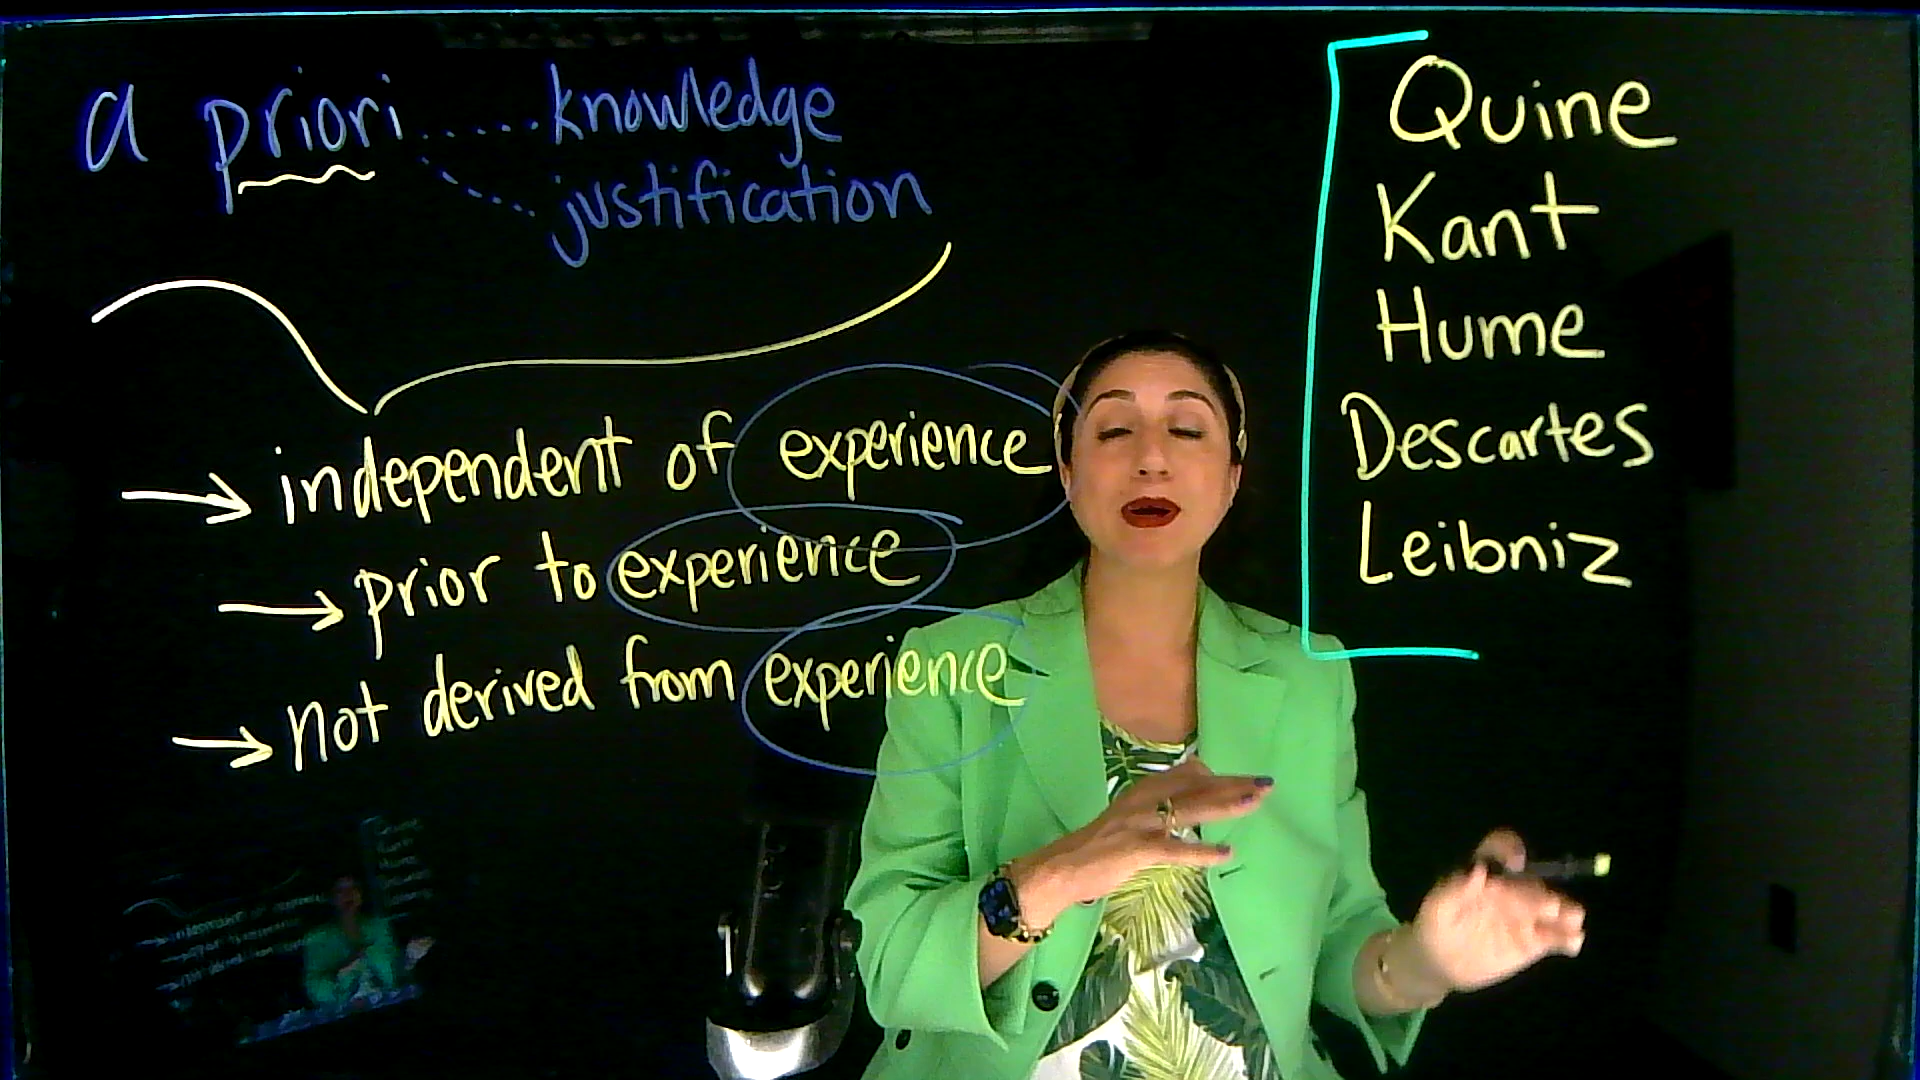 a priori ..... knowledge
justification
→ independent of experience
→ prior to experience
→ not derived from experience
Quine
Kant
Hume
Descartes
Leibniz